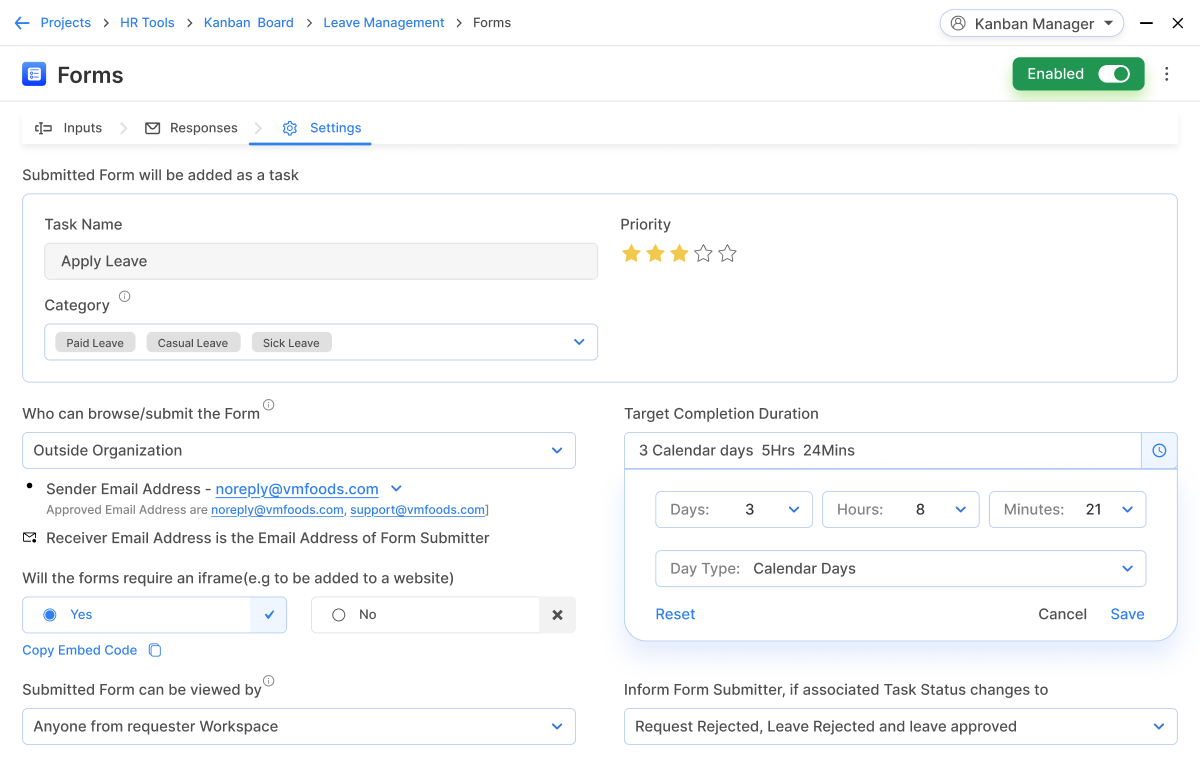 Projects > HR Tools > Kanban Board > Leave Management > Forms
Kanban Manager
Forms
Enabled
Inputs
Responses
Settings
Submitted Form will be added as a task
Task Name
Priority
Apply Leave
Category
Paid Leave
Casual Leave
Sick Leave
Who can browse/submit the Form
Outside Organization
Sender Email Address - noreply@vmfoods.com
Approved Email Address are noreply@vmfoods.com, support@vmfoods.com]
Receiver Email Address is the Email Address of Form Submitter
Target Completion Duration
3 Calendar days 5Hrs 24Mins
Days: 3
Hours: 8
Minutes: 21
Day Type: Calendar Days
Reset
Cancel
Save
Will the forms require an iframe(e.g to be added to a website)
Yes
No
Copy Embed Code
Submitted Form can be viewed by
Anyone from requester Workspace
Inform Form Submitter, if associated Task Status changes to
Request Rejected, Leave Rejected and leave approved